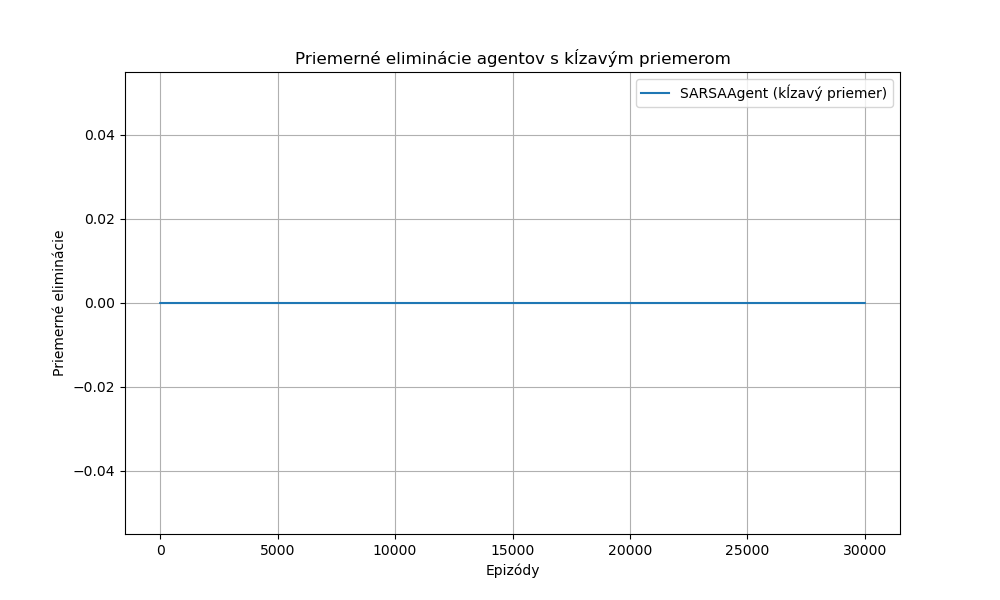 Priemerné eliminácie agentov s kĺzavým priemerom
SARSAAgent (kĺzavý priemer)
Priemerné eliminácie
0.04
0.02
0.00
−0.02
−0.04
0 5000 10000 15000 20000 25000 30000
Epizódy